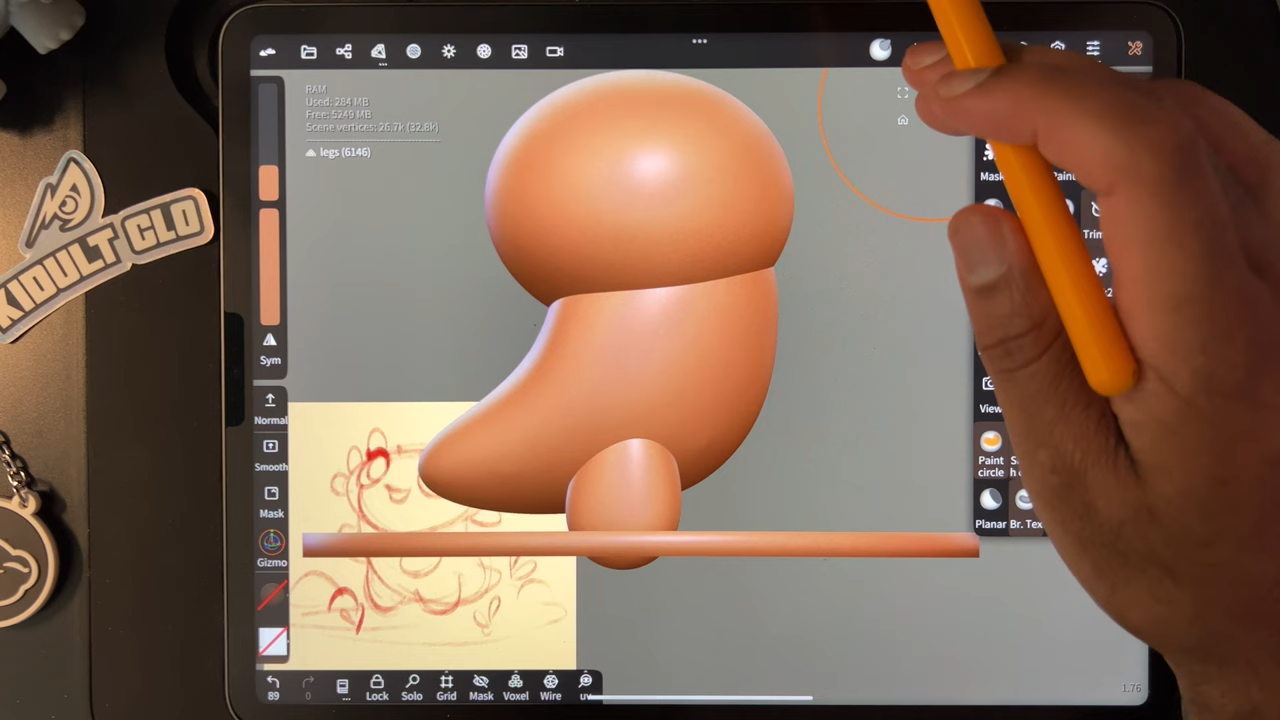 RAM
Used: 284 MB
Free: 5249 MB
Scene vertices: 26.7k (32.8k)
legs (6146)
KIDULT CLO
Sym
Normal
Smooth
Mask
Gizmo
Mask
Paint
Trim
View
Paint
circle
Planar
Br. Tex
89
0
...
Lock
Solo
Grid
Mask
Voxel
Wire
uv
1.76